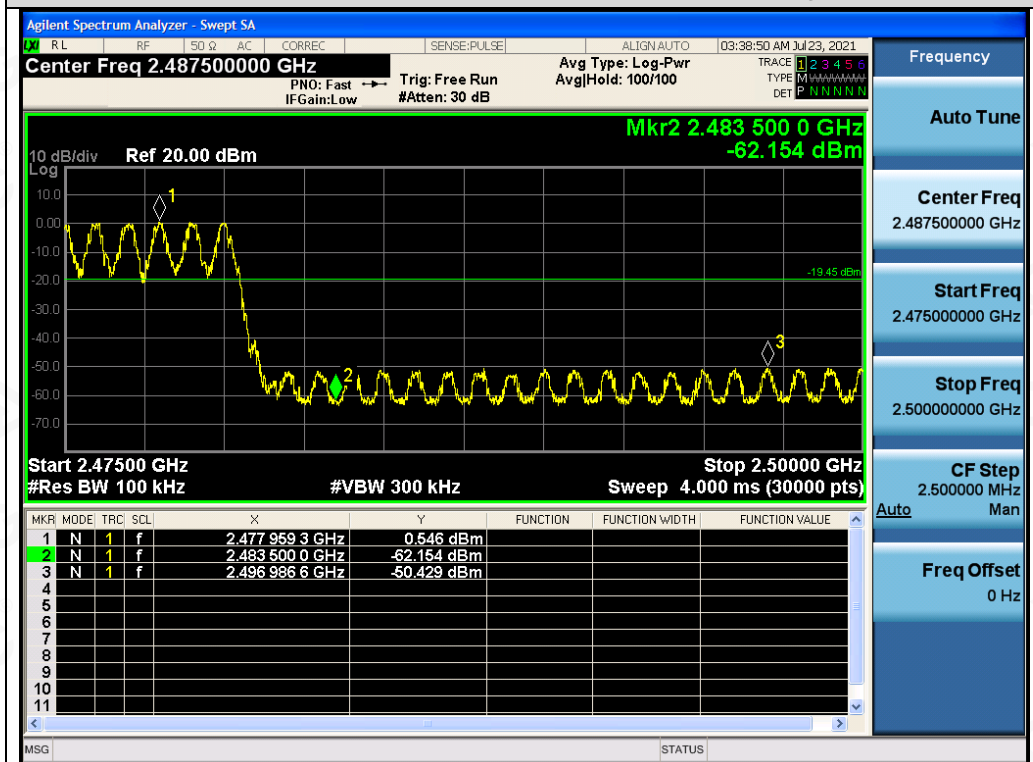 Agilent Spectrum Analyzer - Swept SA
LXI RL RF 50 Ω AC CORREC SENSE:PULSE ALIGN AUTO 03:38:50 AM Jul 23, 2021
Center Freq 2.487500000 GHz
PNO: Fast
IFGain:Low
Trig: Free Run
#Atten: 30 dB
Avg Type: Log-Pwr
Avg|Hold: 100/100
TRACE 1 2 3 4 5 6
TYPE M
DET P N N N N N
Mkr2 2.483 500 0 GHz
-62.154 dBm
10 dB/div Ref 20.00 dBm
Log
10.0
0.00
-10.0
-20.0
-30.0
-40.0
-50.0
-60.0
-70.0
1
-19.45 dBm
3
2
Start 2.47500 GHz Stop 2.50000 GHz
#Res BW 100 kHz #VBW 300 kHz Sweep 4.000 ms (30000 pts)
MKR MODE TRC SCL X Y FUNCTION FUNCTION WIDTH FUNCTION VALUE
1 N 1 f 2.477 959 3 GHz 0.546 dBm
2 N 1 f 2.483 500 0 GHz -62.154 dBm
3 N 1 f 2.496 986 6 GHz -50.429 dBm
4
5
6
7
8
9
10
11
MSG STATUS
Frequency
Auto Tune
Center Freq
2.487500000 GHz
Start Freq
2.475000000 GHz
Stop Freq
2.500000000 GHz
CF Step
2.500000 MHz
Auto Man
Freq Offset
0 Hz